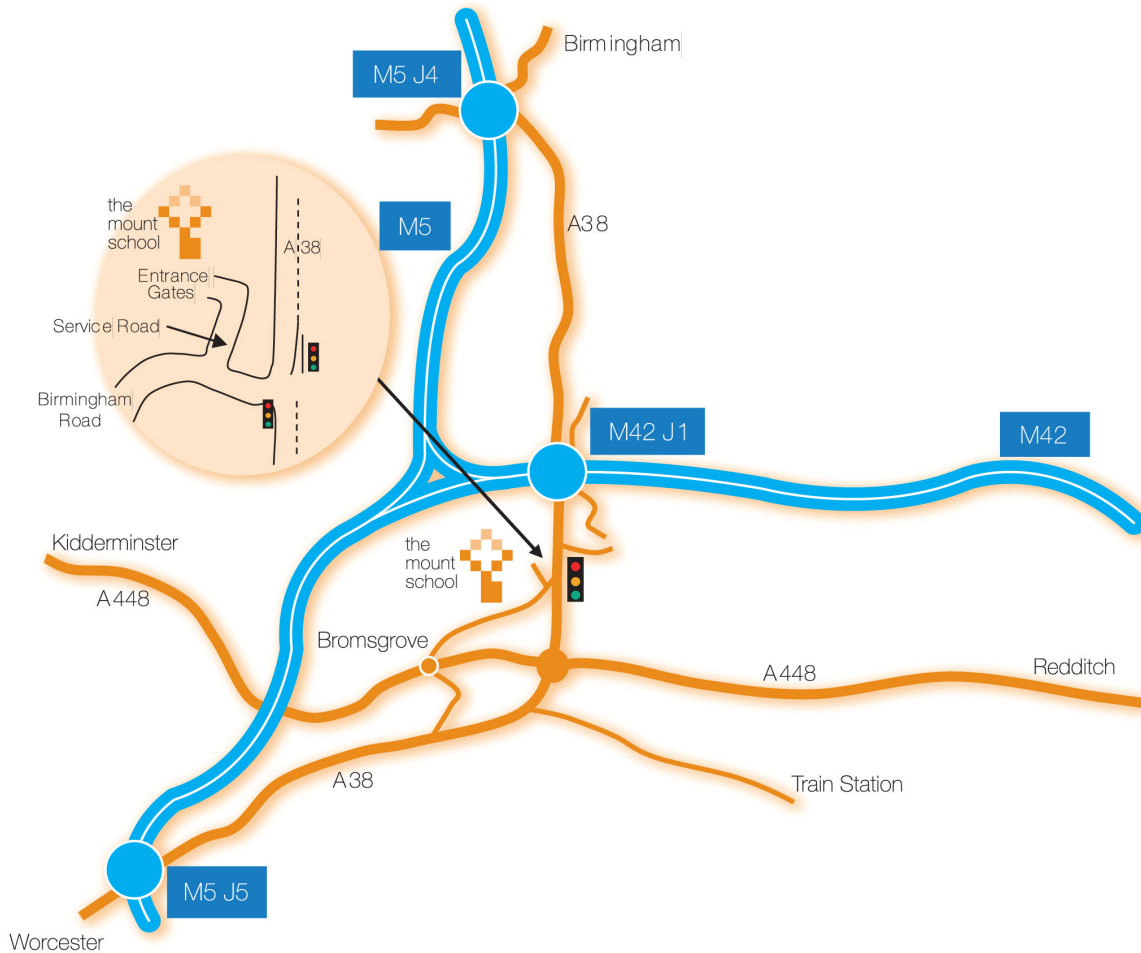 Birmingham
M5 J4
A38
M5
the
mount
school
A38
Entrance
Gates
Service Road
Birmingham
Road
M42 J1
M42
Kidderminster
A448
the
mount
school
Bromsgrove
A448
Redditch
A38
Train Station
M5 J5
Worcester